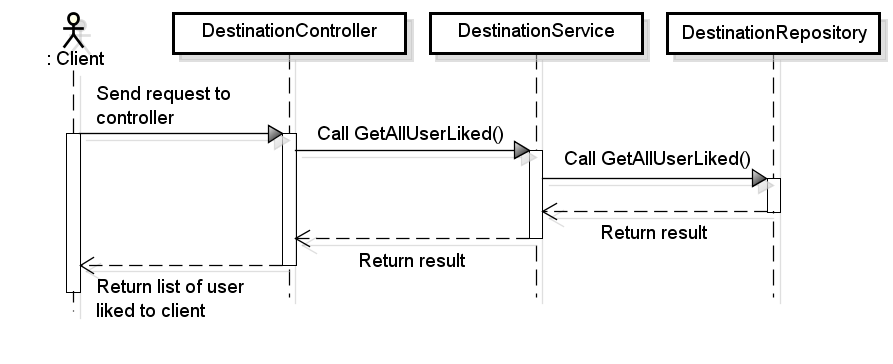 : Client
DestinationController
DestinationService
DestinationRepository
Send request to
controller
Call GetAllUserLiked()
Call GetAllUserLiked()
Return result
Return result
Return list of user
liked to client